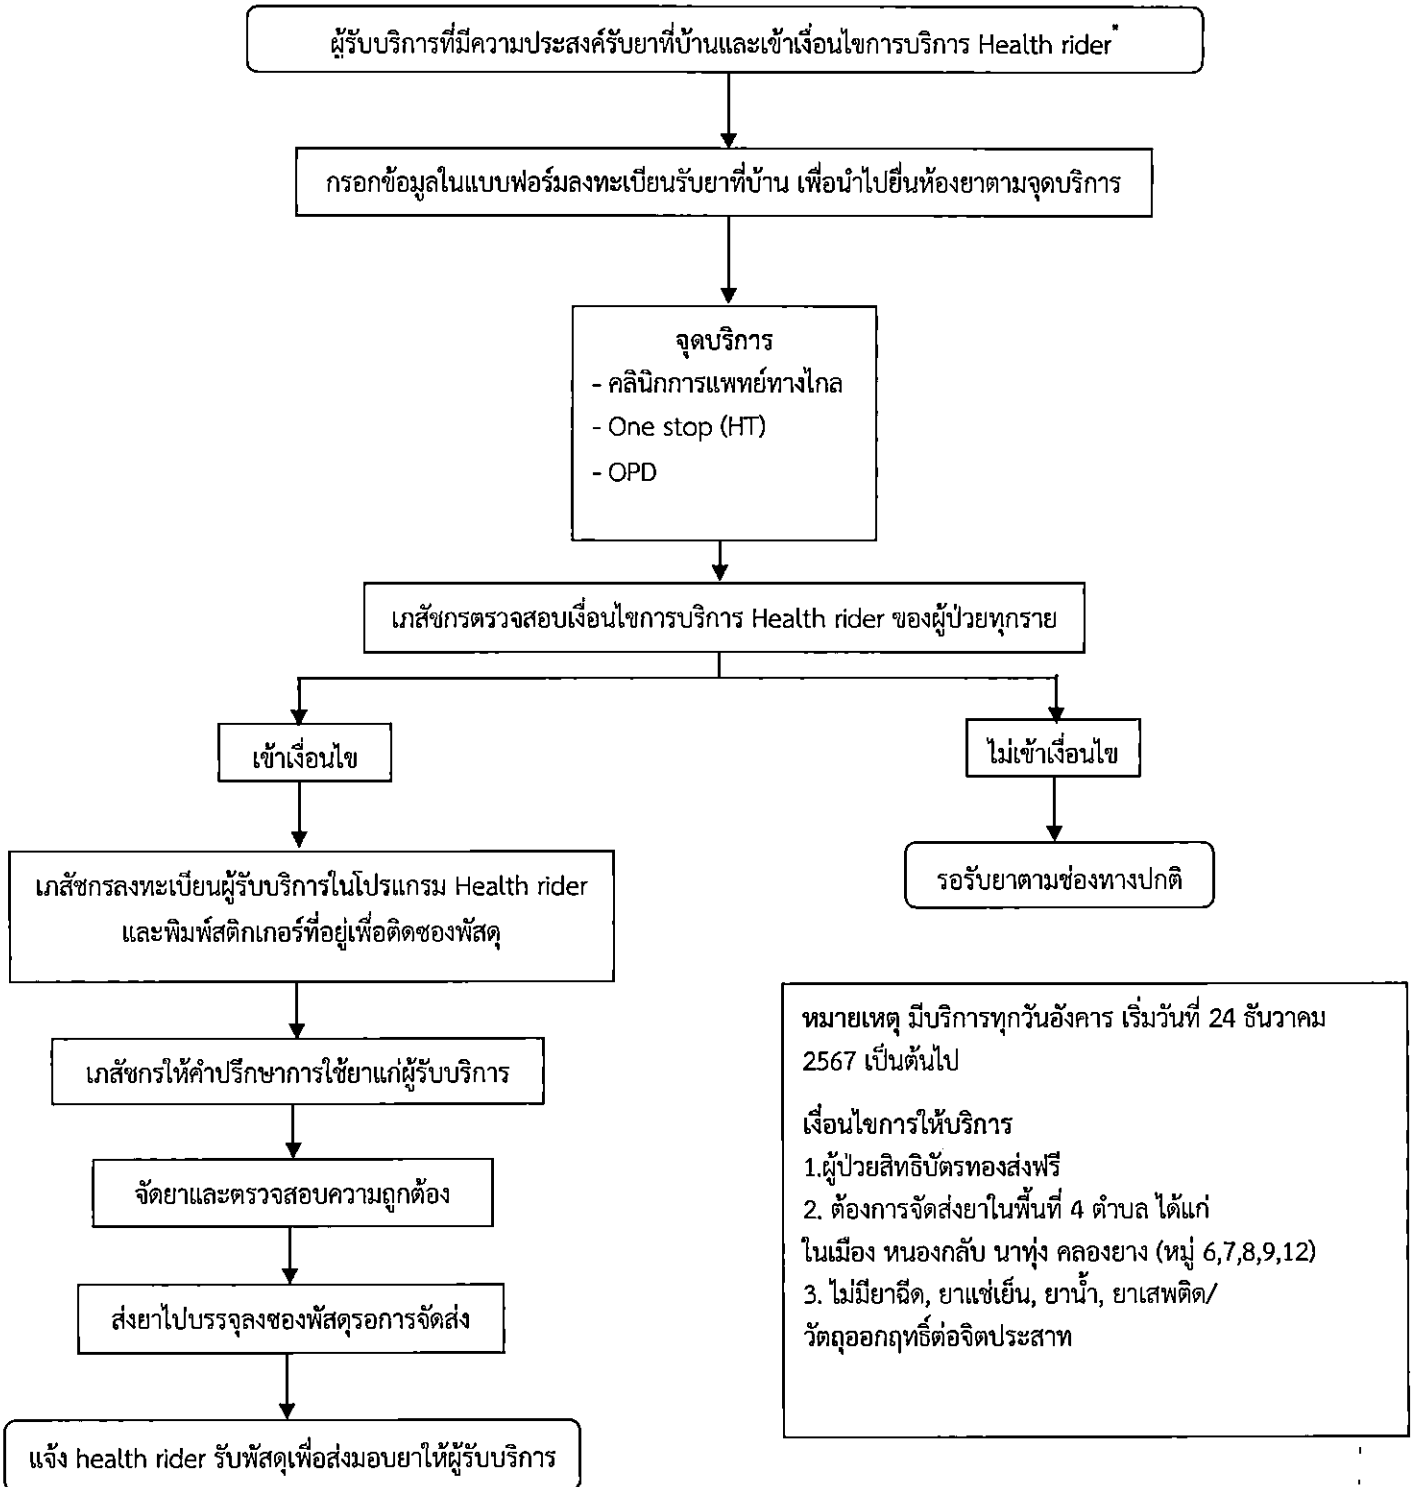 ผู้รับบริการที่มีความประสงค์รับยาที่บ้านและเข้าเงื่อนไขการบริการ Health rider*
กรอกข้อมูลในแบบฟอร์มลงทะเบียนรับยาที่บ้าน เพื่อนำไปยื่นห้องยาตามจุดบริการ
จุดบริการ
- คลินิกการแพทย์ทางไกล
- One stop (HT)
- OPD
เภสัชกรตรวจสอบเงื่อนไขการบริการ Health rider ของผู้ป่วยทุกราย
เข้าเงื่อนไข
ไม่เข้าเงื่อนไข
เภสัชกรลงทะเบียนผู้รับบริการในโปรแกรม Health rider
และพิมพ์สติกเกอร์ที่อยู่เพื่อติดซองพัสดุ
รอรับยาตามช่องทางปกติ
เภสัชกรให้คำปรึกษาการใช้ยาแก่ผู้รับบริการ
จัดยาและตรวจสอบความถูกต้อง
ส่งยาไปบรรจุลงซองพัสดุรอการจัดส่ง
แจ้ง health rider รับพัสดุเพื่อส่งมอบยาให้ผู้รับบริการ
หมายเหตุ มีบริการทุกวันอังคาร เริ่มวันที่ 24 ธันวาคม
2567 เป็นต้นไป
เงื่อนไขการให้บริการ
1.ผู้ป่วยสิทธิบัตรทองส่งฟรี
2. ต้องการจัดส่งยาในพื้นที่ 4 ตำบล ได้แก่
ในเมือง หนองกลับ นาทุ่ง คลองยาง (หมู่ 6,7,8,9,12)
3. ไม่มียาฉีด, ยาแช่เย็น, ยาน้ำ, ยาเสพติด/
วัตถุออกฤทธิ์ต่อจิตประสาท